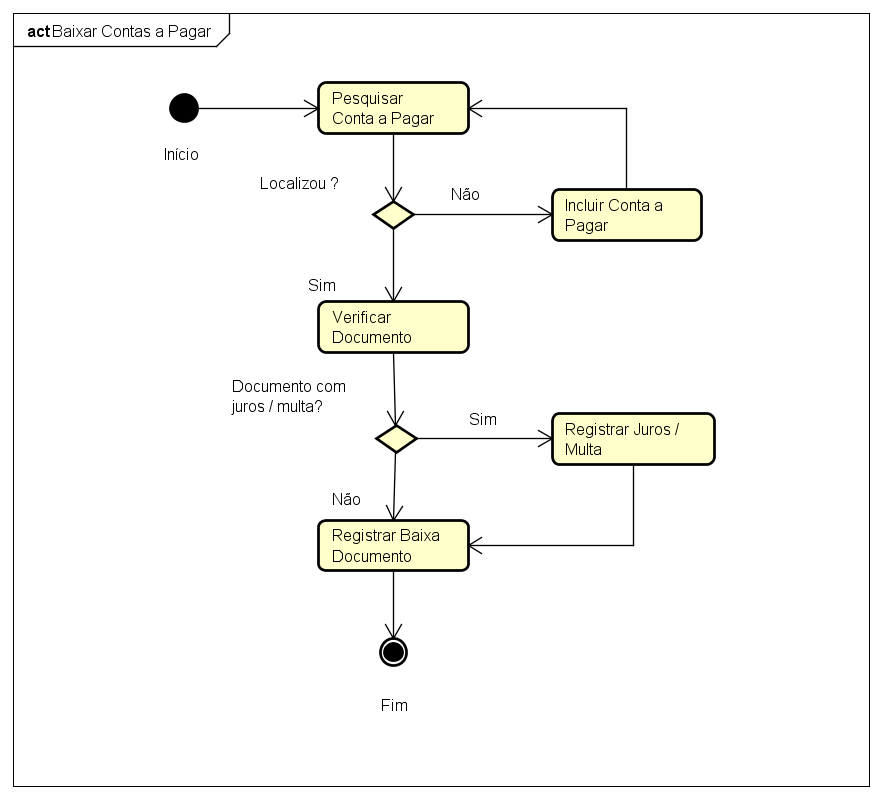 act Baixar Contas a Pagar
Pesquisar
Conta a Pagar
Início
Localizou ?
Não
Incluir Conta a
Pagar
Sim
Verificar
Documento
Documento com
juros / multa?
Sim
Registrar Juros /
Multa
Não
Registrar Baixa
Documento
Fim